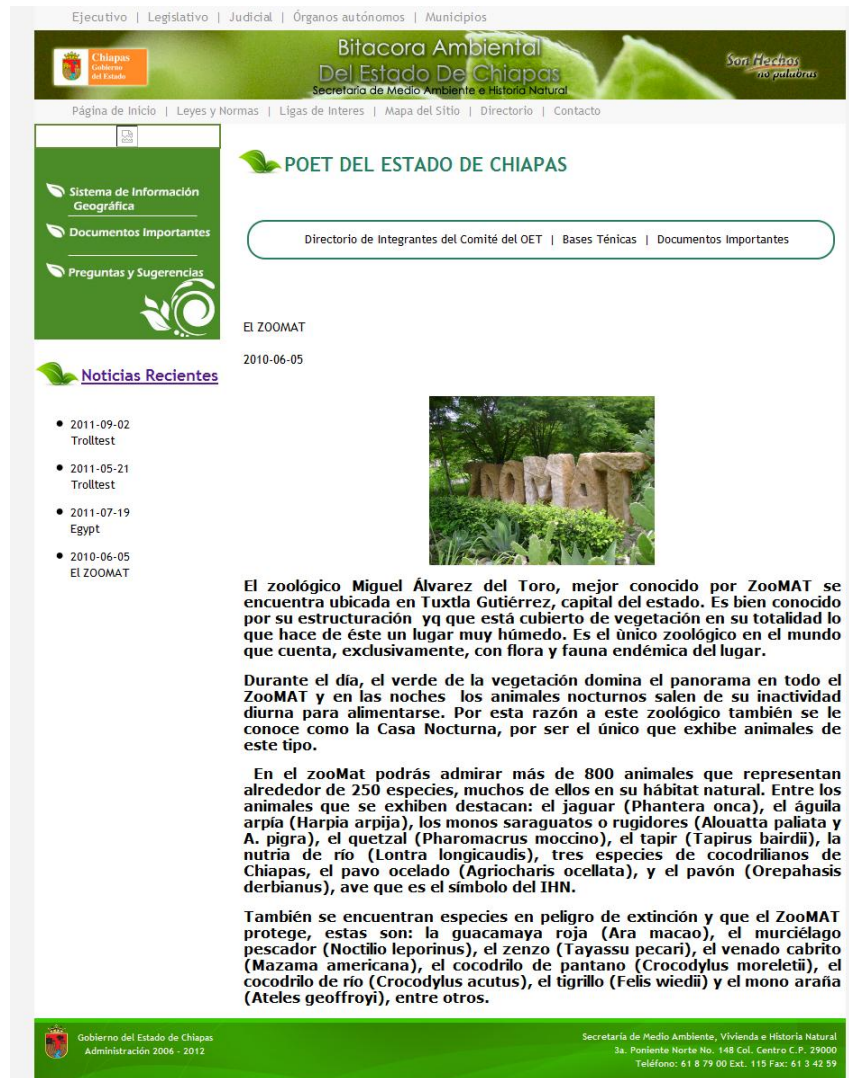 Ejecutivo | Legislativo | Judicial | Órganos autónomos | Municipios
Chiapas
Gobierno
del Estado
Bitacora Ambiental
Del Estado De Chiapas
Secretaría de Medio Ambiente e Historia Natural
Son Hechos
no palabras
Página de Inicio | Leyes y Normas | Ligas de Interes | Mapa del Sitio | Directorio | Contacto
Sistema de Información
Geográfica
Documentos Importantes
Preguntas y Sugerencias
Noticias Recientes
2011-09-02
Trolltest
2011-05-21
Trolltest
2011-07-19
Egypt
2010-06-05
El ZOOMAT
POET DEL ESTADO DE CHIAPAS
Directorio de Integrantes del Comité del OET | Bases Ténicas | Documentos Importantes
El ZOOMAT
2010-06-05
ZOOMAT
El zoológico Miguel Álvarez del Toro, mejor conocido por ZooMAT se
encuentra ubicada en Tuxtla Gutiérrez, capital del estado. Es bien conocido
por su estructuración yq que está cubierto de vegetación en su totalidad lo
que hace de éste un lugar muy húmedo. Es el ùnico zoológico en el mundo
que cuenta, exclusivamente, con flora y fauna endémica del lugar.
Durante el día, el verde de la vegetación domina el panorama en todo el
ZooMAT y en las noches los animales nocturnos salen de su inactividad
diurna para alimentarse. Por esta razón a este zoológico también se le
conoce como la Casa Nocturna, por ser el único que exhibe animales de
este tipo.
En el zooMat podrás admirar más de 800 animales que representan
alrededor de 250 especies, muchos de ellos en su hábitat natural. Entre los
animales que se exhiben destacan: el jaguar (Phantera onca), el águila
arpía (Harpia arpija), los monos saraguatos o rugidores (Alouatta paliata y
A. pigra), el quetzal (Pharomacrus moccino), el tapir (Tapirus bairdii), la
nutria de río (Lontra longicaudis), tres especies de cocodrilianos de
Chiapas, el pavo ocelado (Agriocharis ocellata), y el pavón (Orepahasis
derbianus), ave que es el símbolo del IHN.
También se encuentran especies en peligro de extinción y que el ZooMAT
protege, estas son: la guacamaya roja (Ara macao), el murciélago
pescador (Noctilio leporinus), el zenzo (Tayassu pecari), el venado cabrito
(Mazama americana), el cocodrilo de pantano (Crocodylus moreletii), el
cocodrilo de río (Crocodylus acutus), el tigrillo (Felis wiedii) y el mono araña
(Ateles geoffroyi), entre otros.
Gobierno del Estado de Chiapas
Administración 2006 - 2012
Secretaría de Medio Ambiente, Vivienda e Historia Natural
3a. Poniente Norte No. 148 Col. Centro C.P. 29000
Teléfono: 61 8 79 00 Ext. 115 Fax: 61 3 42 59